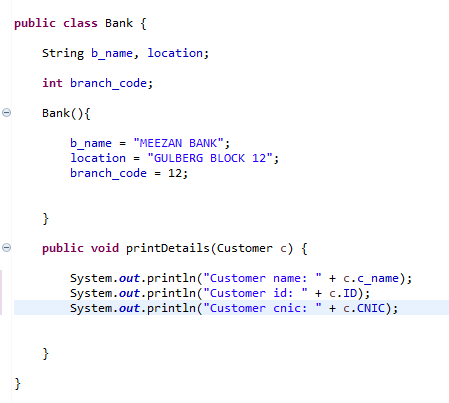 public class Bank {
String b_name, location;
int branch_code;
Bank(){
b_name = "MEEZAN BANK";
location = "GULBERG BLOCK 12";
branch_code = 12;
}
public void printDetails(Customer c) {
System.out.println("Customer name: " + c.c_name);
System.out.println("Customer id: " + c.ID);
System.out.println("Customer cnic: " + c.CNIC);
}
}